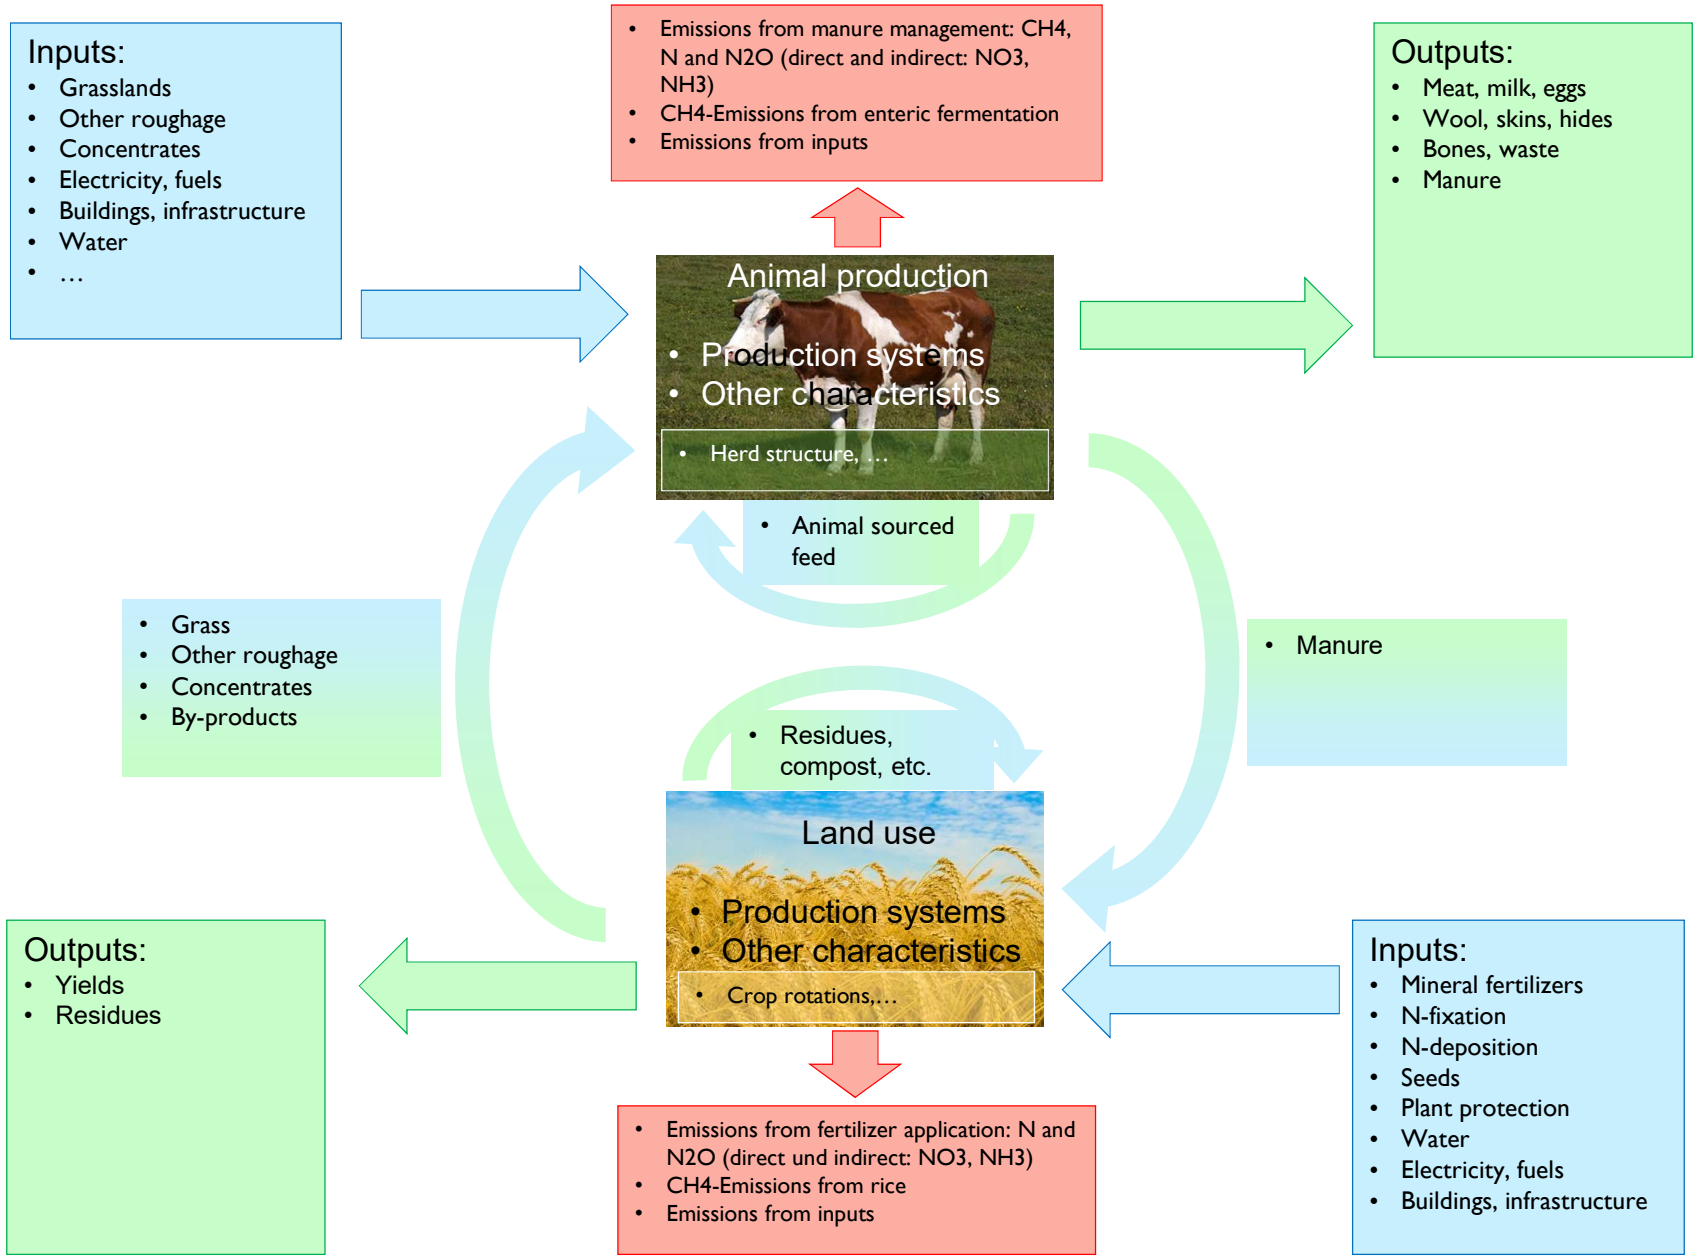 Inputs:
• Grasslands
• Other roughage
• Concentrates
• Electricity, fuels
• Buildings, infrastructure
• Water
• …
• Emissions from manure management: CH4,
N and N2O (direct and indirect: NO3,
NH3)
• CH4-Emissions from enteric fermentation
• Emissions from inputs
Outputs:
• Meat, milk, eggs
• Wool, skins, hides
• Bones, waste
• Manure
Animal production
• Production systems
• Other characteristics
• Herd structure, …
• Animal sourced
feed
• Grass
• Other roughage
• Concentrates
• By-products
• Manure
• Residues,
compost, etc.
Land use
• Production systems
• Other characteristics
• Crop rotations,…
Outputs:
• Yields
• Residues
Inputs:
• Mineral fertilizers
• N-fixation
• N-deposition
• Seeds
• Plant protection
• Water
• Electricity, fuels
• Buildings, infrastructure
• Emissions from fertilizer application: N and
N2O (direct und indirect: NO3, NH3)
• CH4-Emissions from rice
• Emissions from inputs